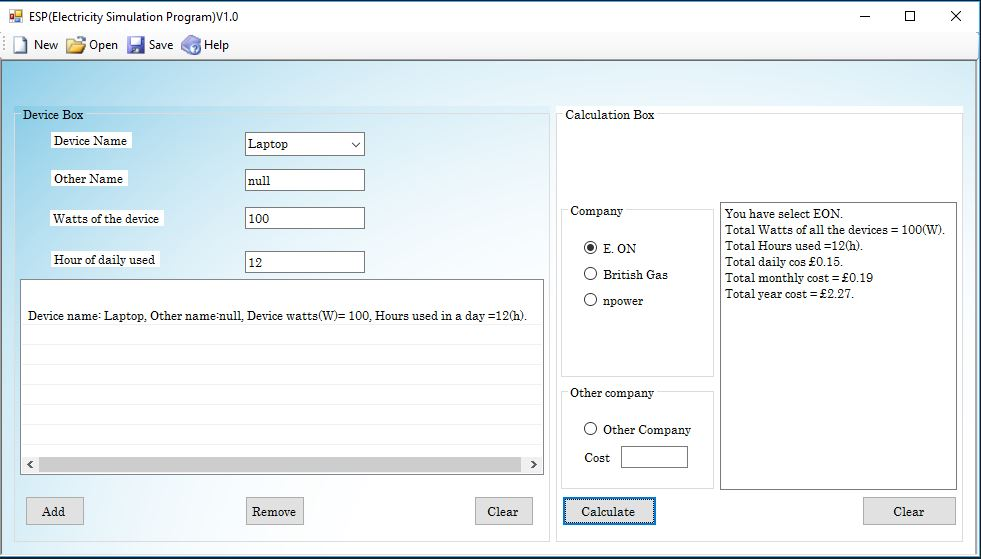 ESP(Electricity Simulation Program)V1.0
New Open Save Help
Device Box
Device Name Laptop
Other Name null
Watts of the device 100
Hour of daily used 12
Device name: Laptop, Other name:null, Device watts(W)= 100, Hours used in a day =12(h).
Add Remove Clear
Calculation Box
Company
E. ON
British Gas
npower
Other company
Other Company
Cost
You have select EON.
Total Watts of all the devices = 100(W).
Total Hours used =12(h).
Total daily cos £0.15.
Total monthly cost = £0.19
Total year cost = £2.27.
Calculate Clear